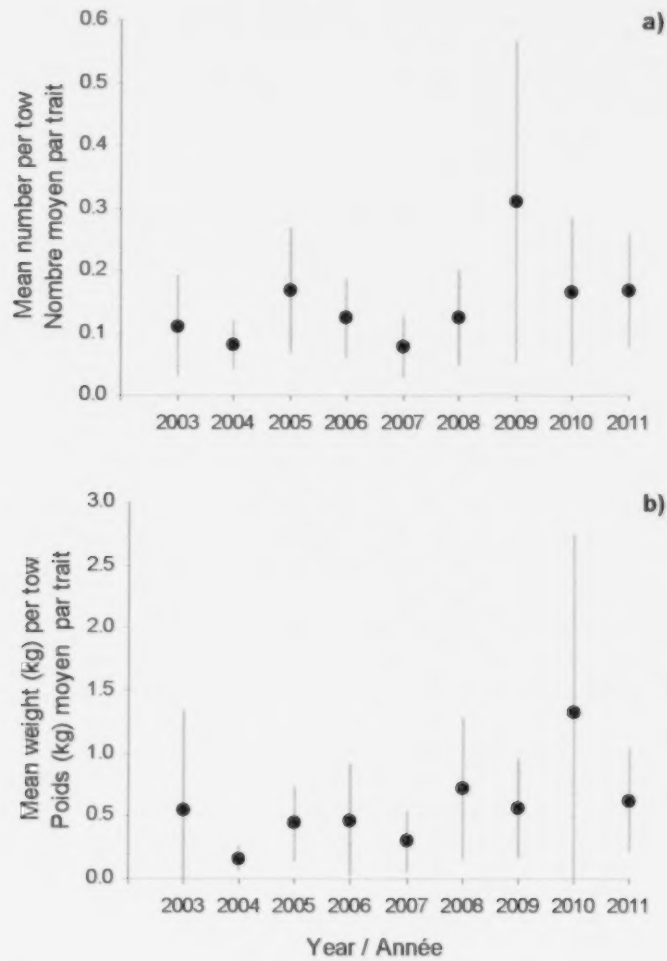 a)
Mean number per tow
Nombre moyen par trait
0.6
0.5
0.4
0.3
0.2
0.1
0.0
2003 2004 2005 2006 2007 2008 2009 2010 2011
b)
Mean weight (kg) per tow
Poids (kg) moyen par trait
3.0
2.5
2.0
1.5
1.0
0.5
0.0
2003 2004 2005 2006 2007 2008 2009 2010 2011
Year / Année